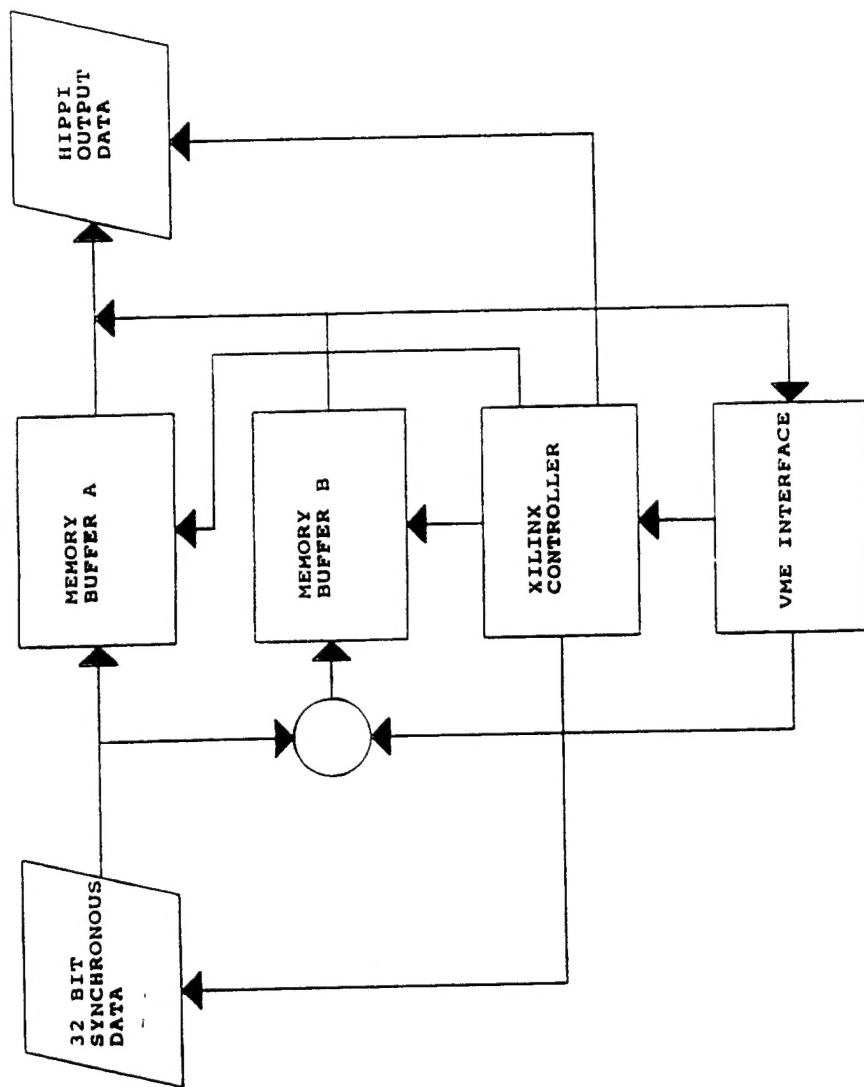 32 BIT
SYNCHRONOUS
DATA
MEMORY
BUFFER A
HIPPI
OUTPUT
DATA
MEMORY
BUFFER B
XILINX
CONTROLLER
VME INTERFACE